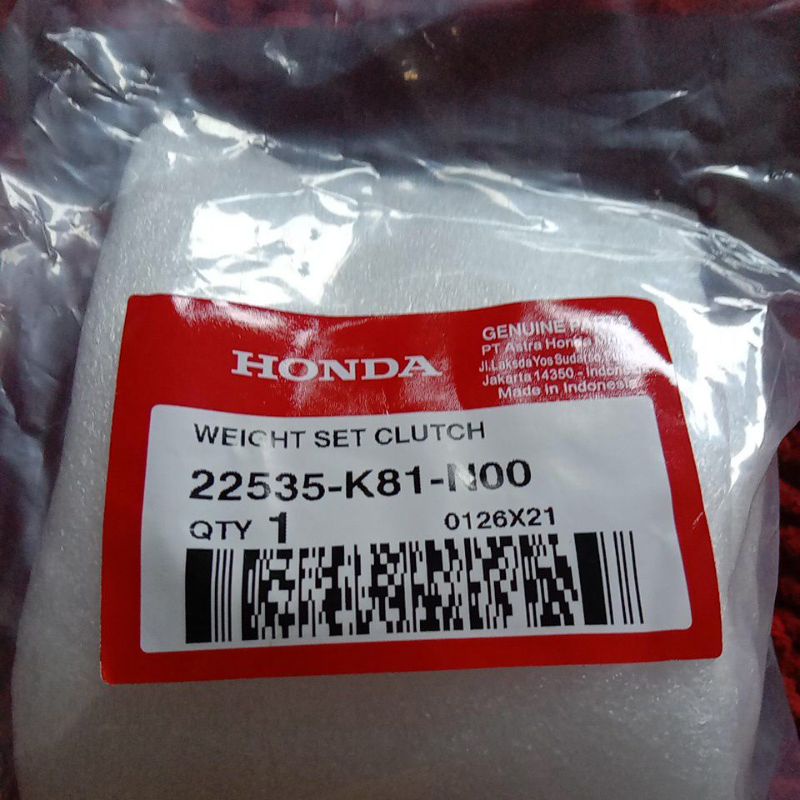 HONDA
GENUINE PARTS
PT Astra Honda
Jl.Laksda Yos Sudarso
Jakarta 14350 - Indonesia
Made in Indonesia
WEIGHT SET CLUTCH
22535-K81-N00
QTY 1
0126X21